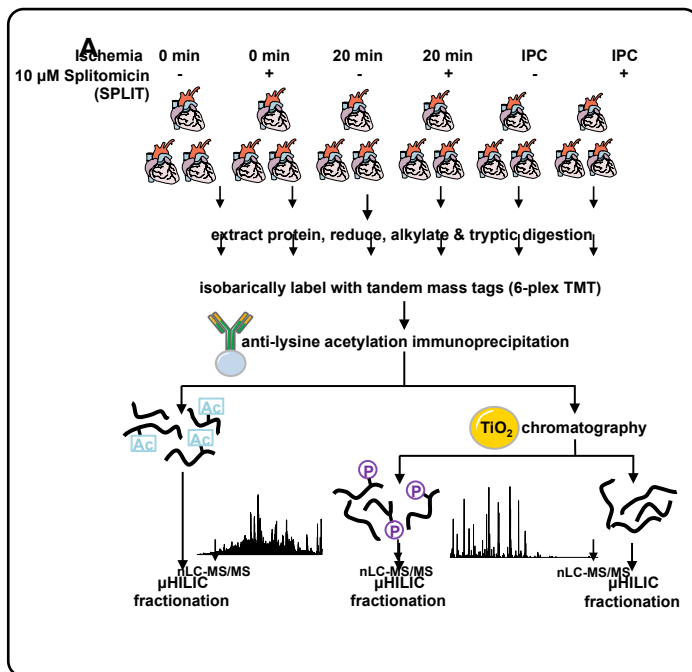 A
Ischemia 0 min 0 min 20 min 20 min IPC IPC
10 µM Splitomicin - + - + - +
(SPLIT)
extract protein, reduce, alkylate & tryptic digestion
isobarically label with tandem mass tags (6-plex TMT)
anti-lysine acetylation immunoprecipitation
Ac
Ac
Ac
TiO2 chromatography
P
P
P
nLC-MS/MS nLC-MS/MS nLC-MS/MS
µHILIC µHILIC µHILIC
fractionation fractionation fractionation